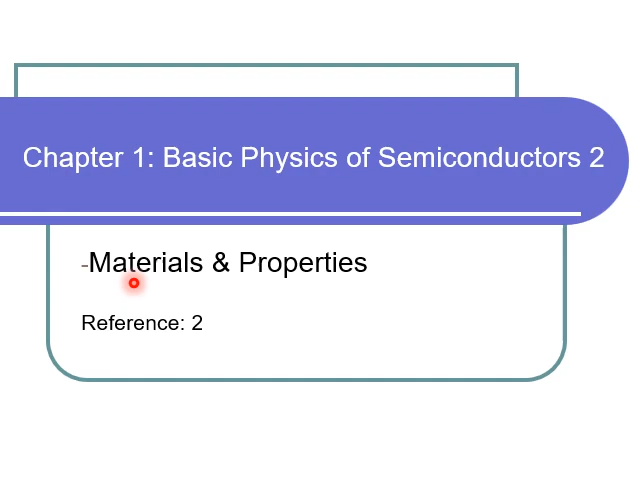 Chapter 1: Basic Physics of Semiconductors 2
-Materials & Properties
Reference: 2